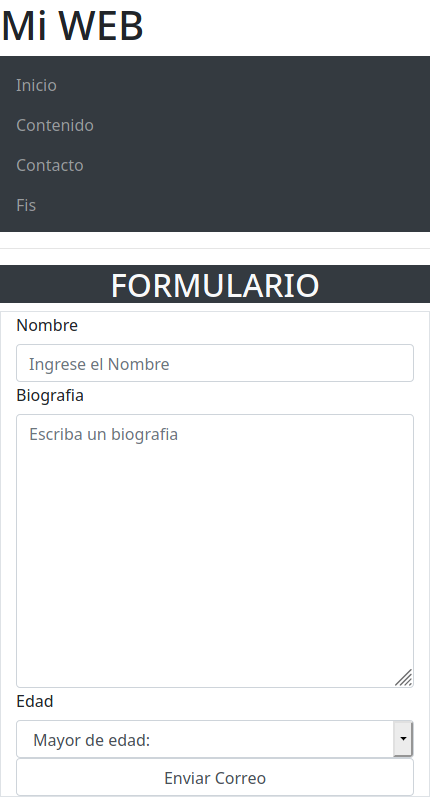 Mi WEB
Inicio
Contenido
Contacto
Fis
FORMULARIO
Nombre
Ingrese el Nombre
Biografia
Escriba un biografia
Edad
Mayor de edad:
Enviar Correo